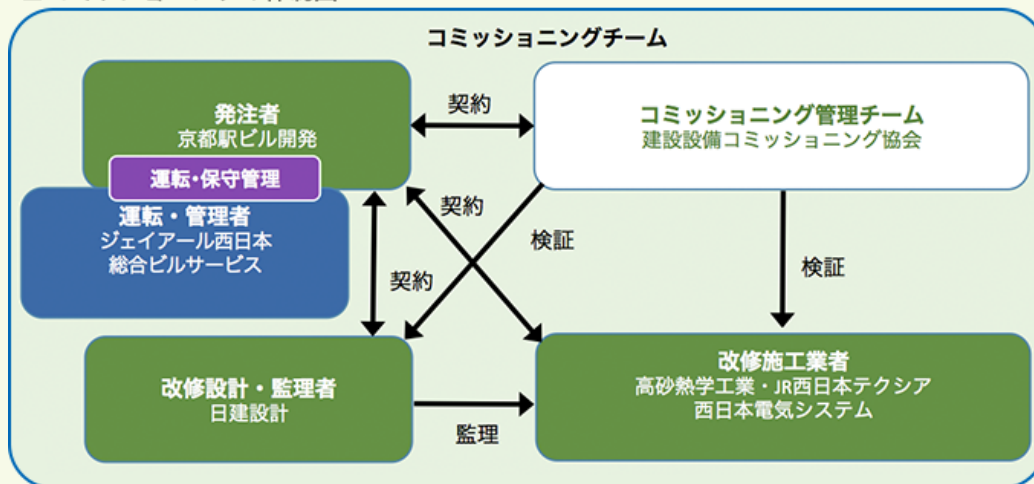 コミッショニングチーム
発注者
京都駅ビル開発
契約
コミッショニング管理チーム
建設設備コミッショニング協会
運転・保守管理
運転・管理者
ジェイアール西日本
総合ビルサービス
契約
検証
契約
検証
改修設計・監理者
日建設計
監理
改修施工業者
高砂熱学工業・JR西日本テクシア
西日本電気システム